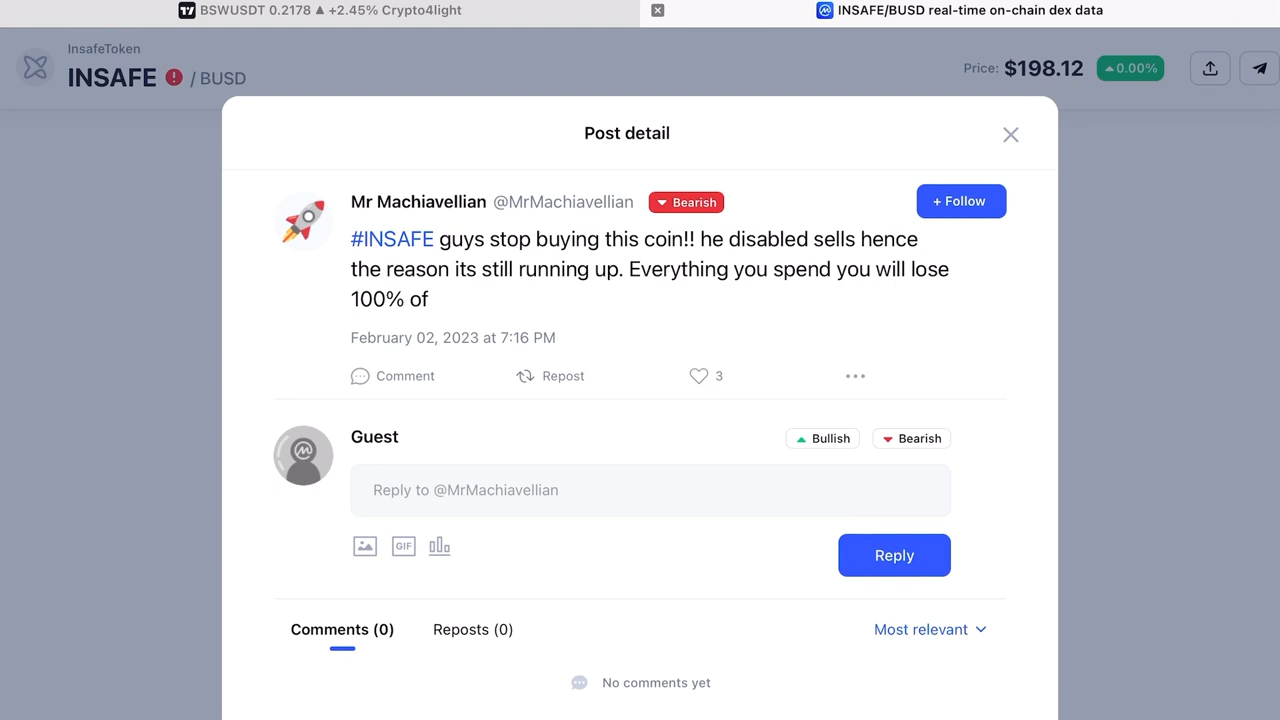 BSWUSDT 0.2178 ▲ +2.45% Crypto4light
INSAFE/BUSD real-time on-chain dex data
InsafeToken
INSAFE / BUSD
Price: $198.12 0.00%
Post detail
Mr Machiavellian @MrMachiavellian Bearish
+ Follow
#INSAFE guys stop buying this coin!! he disabled sells hence
the reason its still running up. Everything you spend you will lose
100% of
February 02, 2023 at 7:16 PM
Comment Repost 3
Guest
Bullish Bearish
Reply to @MrMachiavellian
GIF
Reply
Comments (0) Reposts (0)
Most relevant
No comments yet